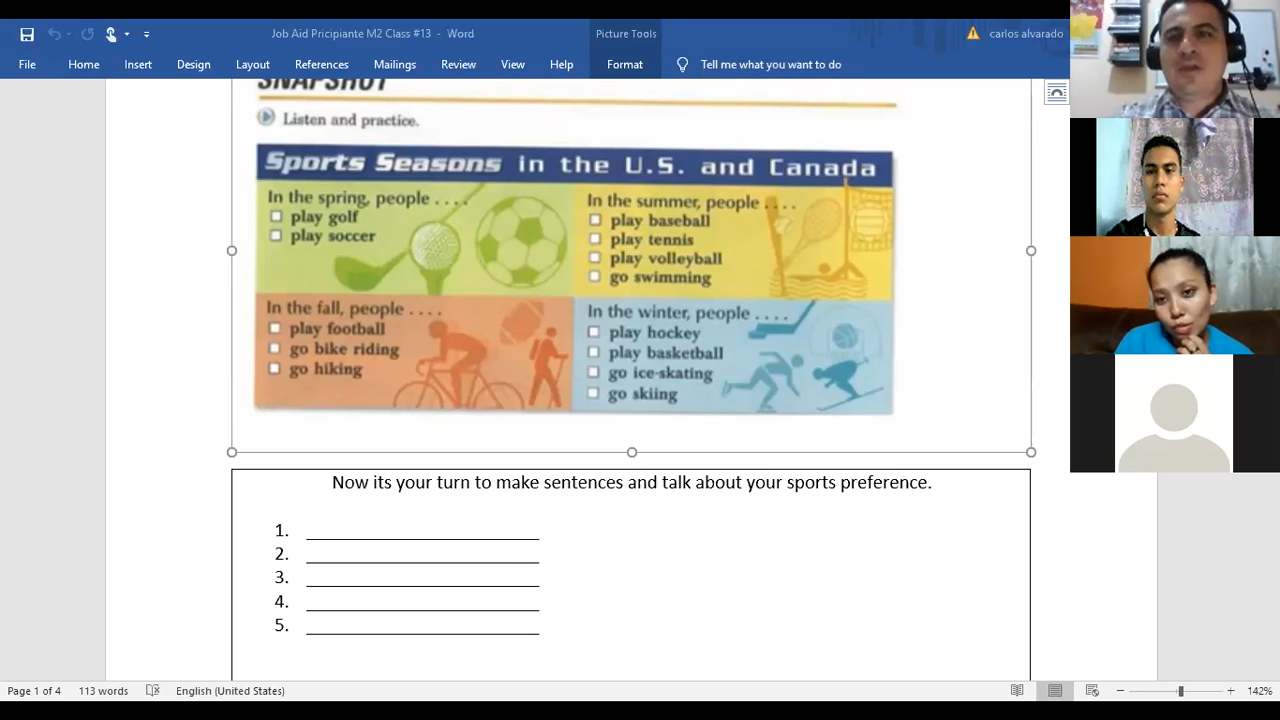 Job Aid Pricipiante M2 Class #13 - Word
Picture Tools
carlos alvarado
File
Home
Insert
Design
Layout
References
Mailings
Review
View
Help
Format
Tell me what you want to do
SNAPSHOT
Listen and practice.
Sports Seasons in the U.S. and Canada
In the spring, people . . . .
play golf
play soccer
In the summer, people . . . .
play baseball
play tennis
play volleyball
go swimming
In the fall, people . . . .
play football
go bike riding
go hiking
In the winter, people . . . .
play hockey
play basketball
go ice-skating
go skiing
Now its your turn to make sentences and talk about your sports preference.
1.
2.
3.
4.
5.
Page 1 of 4
113 words
English (United States)
142%